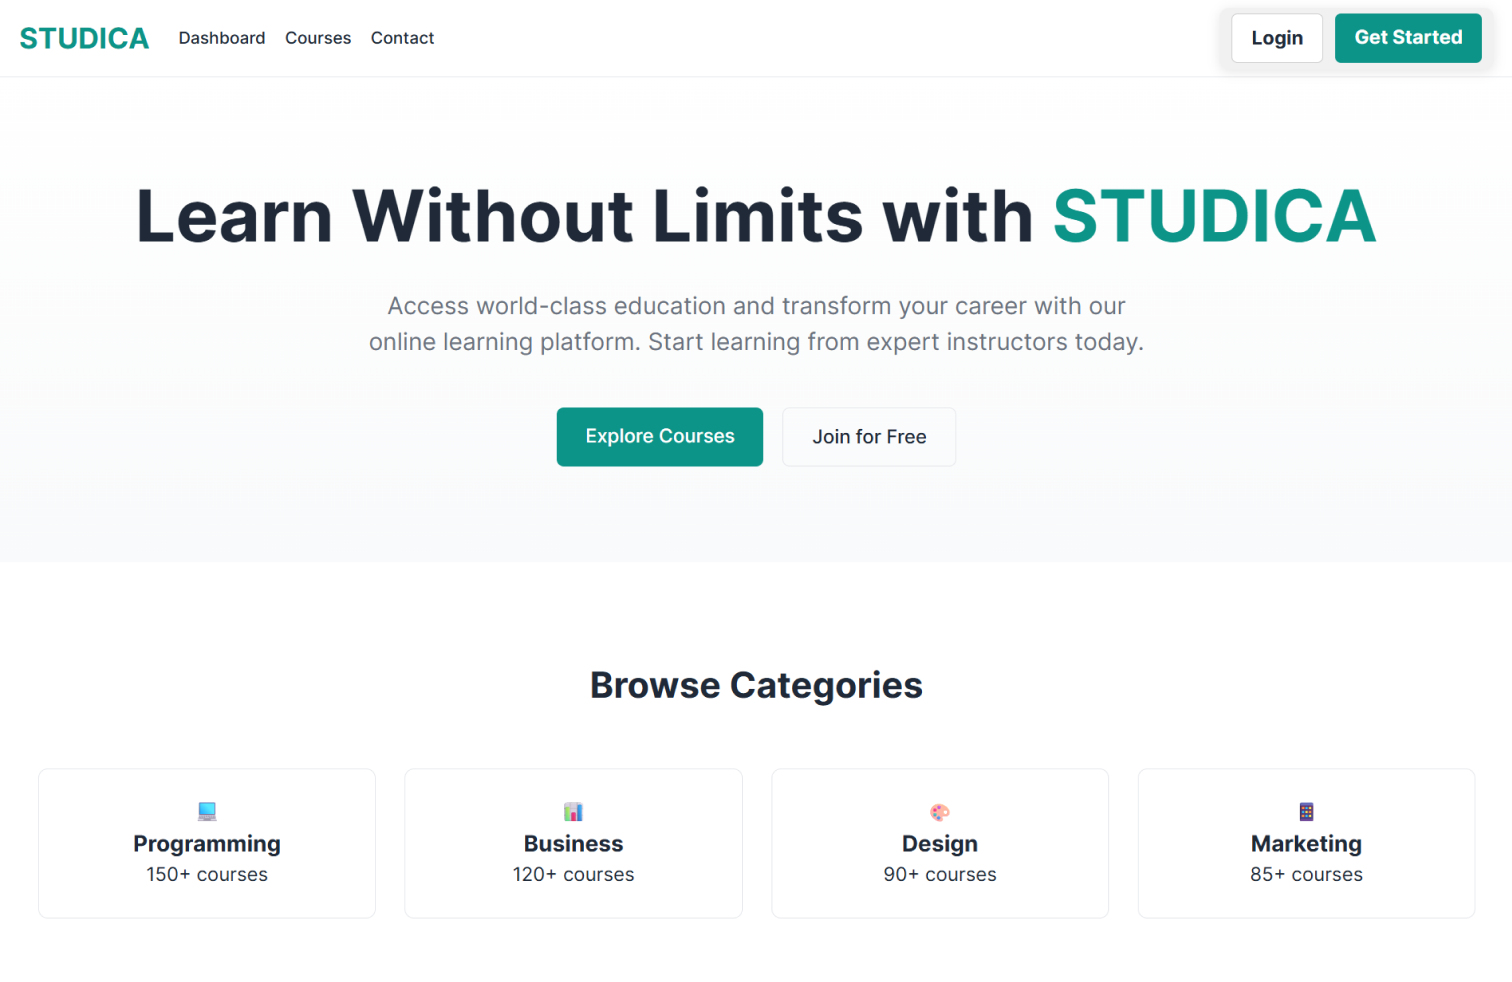 STUDICA Dashboard Courses Contact Login Get Started
Learn Without Limits with STUDICA
Access world-class education and transform your career with our
online learning platform. Start learning from expert instructors today.
Explore Courses Join for Free
Browse Categories
Programming
150+ courses
Business
120+ courses
Design
90+ courses
Marketing
85+ courses